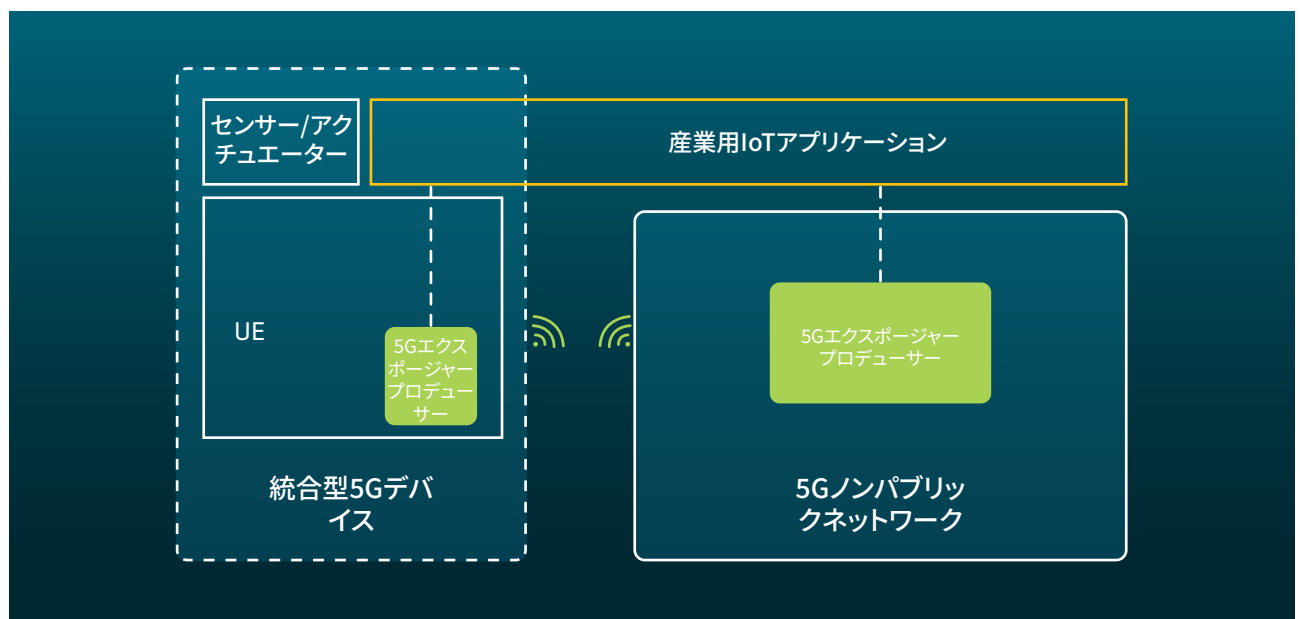 センサー/アク
チュエーター
産業用IoTアプリケーション
UE
5Gエクス
ポージャー
プロデュー
サー
5Gエクスポージャー
プロデューサー
統合型5Gデバ
イス
5Gノンパブリッ
クネットワーク